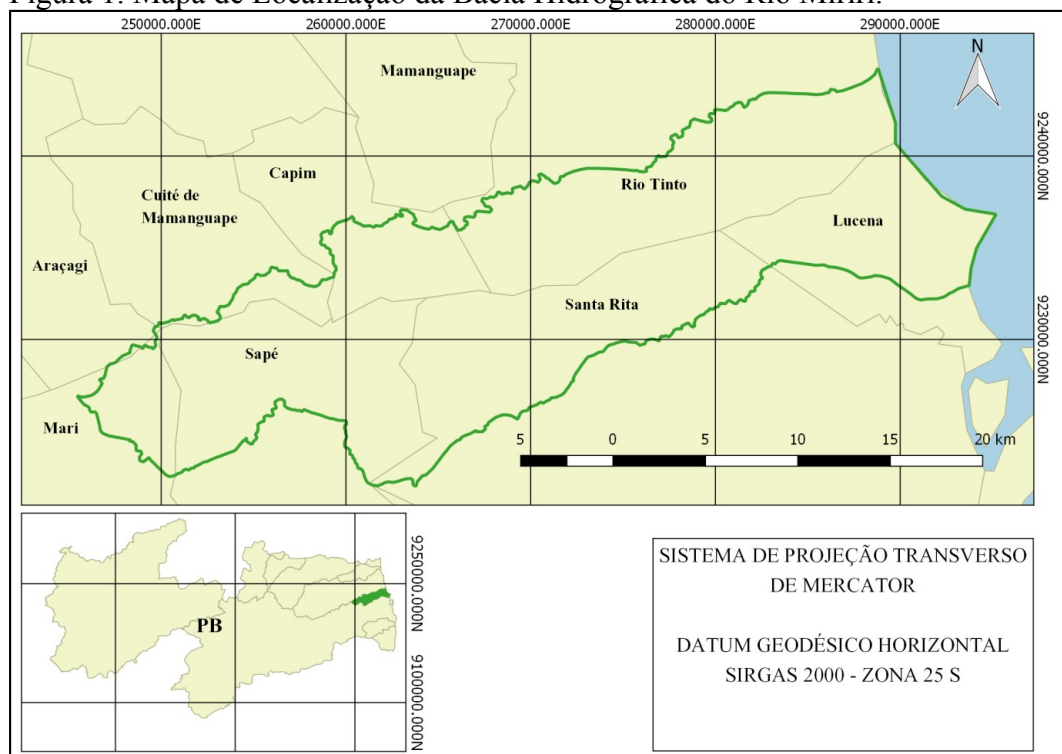 Figura 1: Mapa de Localização da Bacia Hidrográfica do Rio Miriri.
250000.000E 260000.000E 270000.000E 280000.000E 290000.000E
N
Mamanguape
9240000.000N
Capim
Cuité de
Mamanguape
Rio Tinto
Lucena
Araçagi
Santa Rita
9230000.000N
Sapé
Mari
5 0 5 10 15 20 km
9250000.000N
PB
9100000.000N
SISTEMA DE PROJEÇÃO TRANSVERSO
DE MERCATOR
DATUM GEODÉSICO HORIZONTAL
SIRGAS 2000 - ZONA 25 S